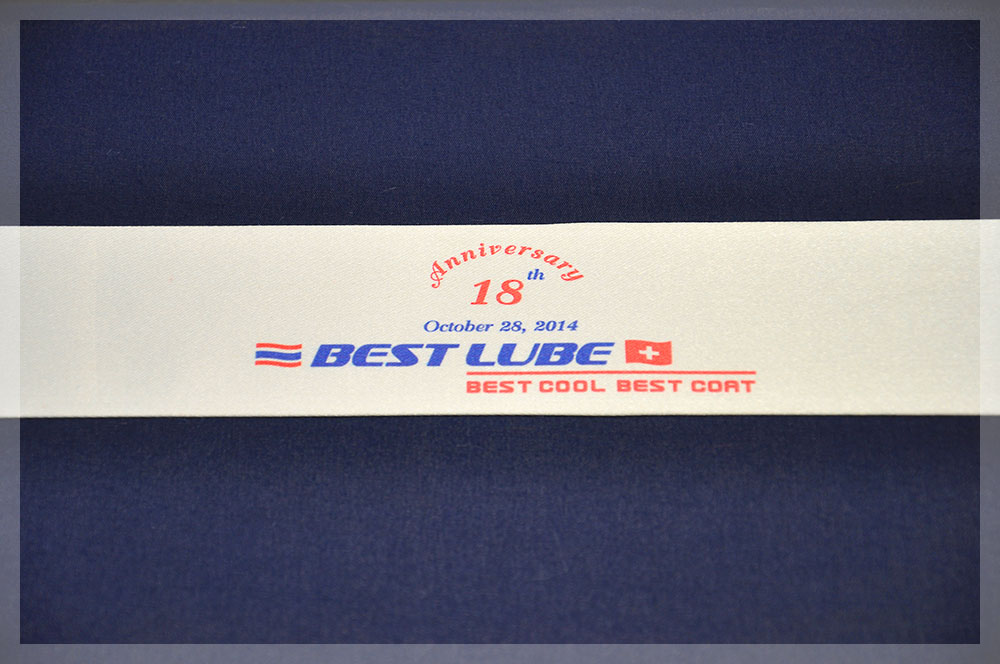 Anniversary
18th
October 28, 2014
BEST LUBE
BEST COOL BEST COAT